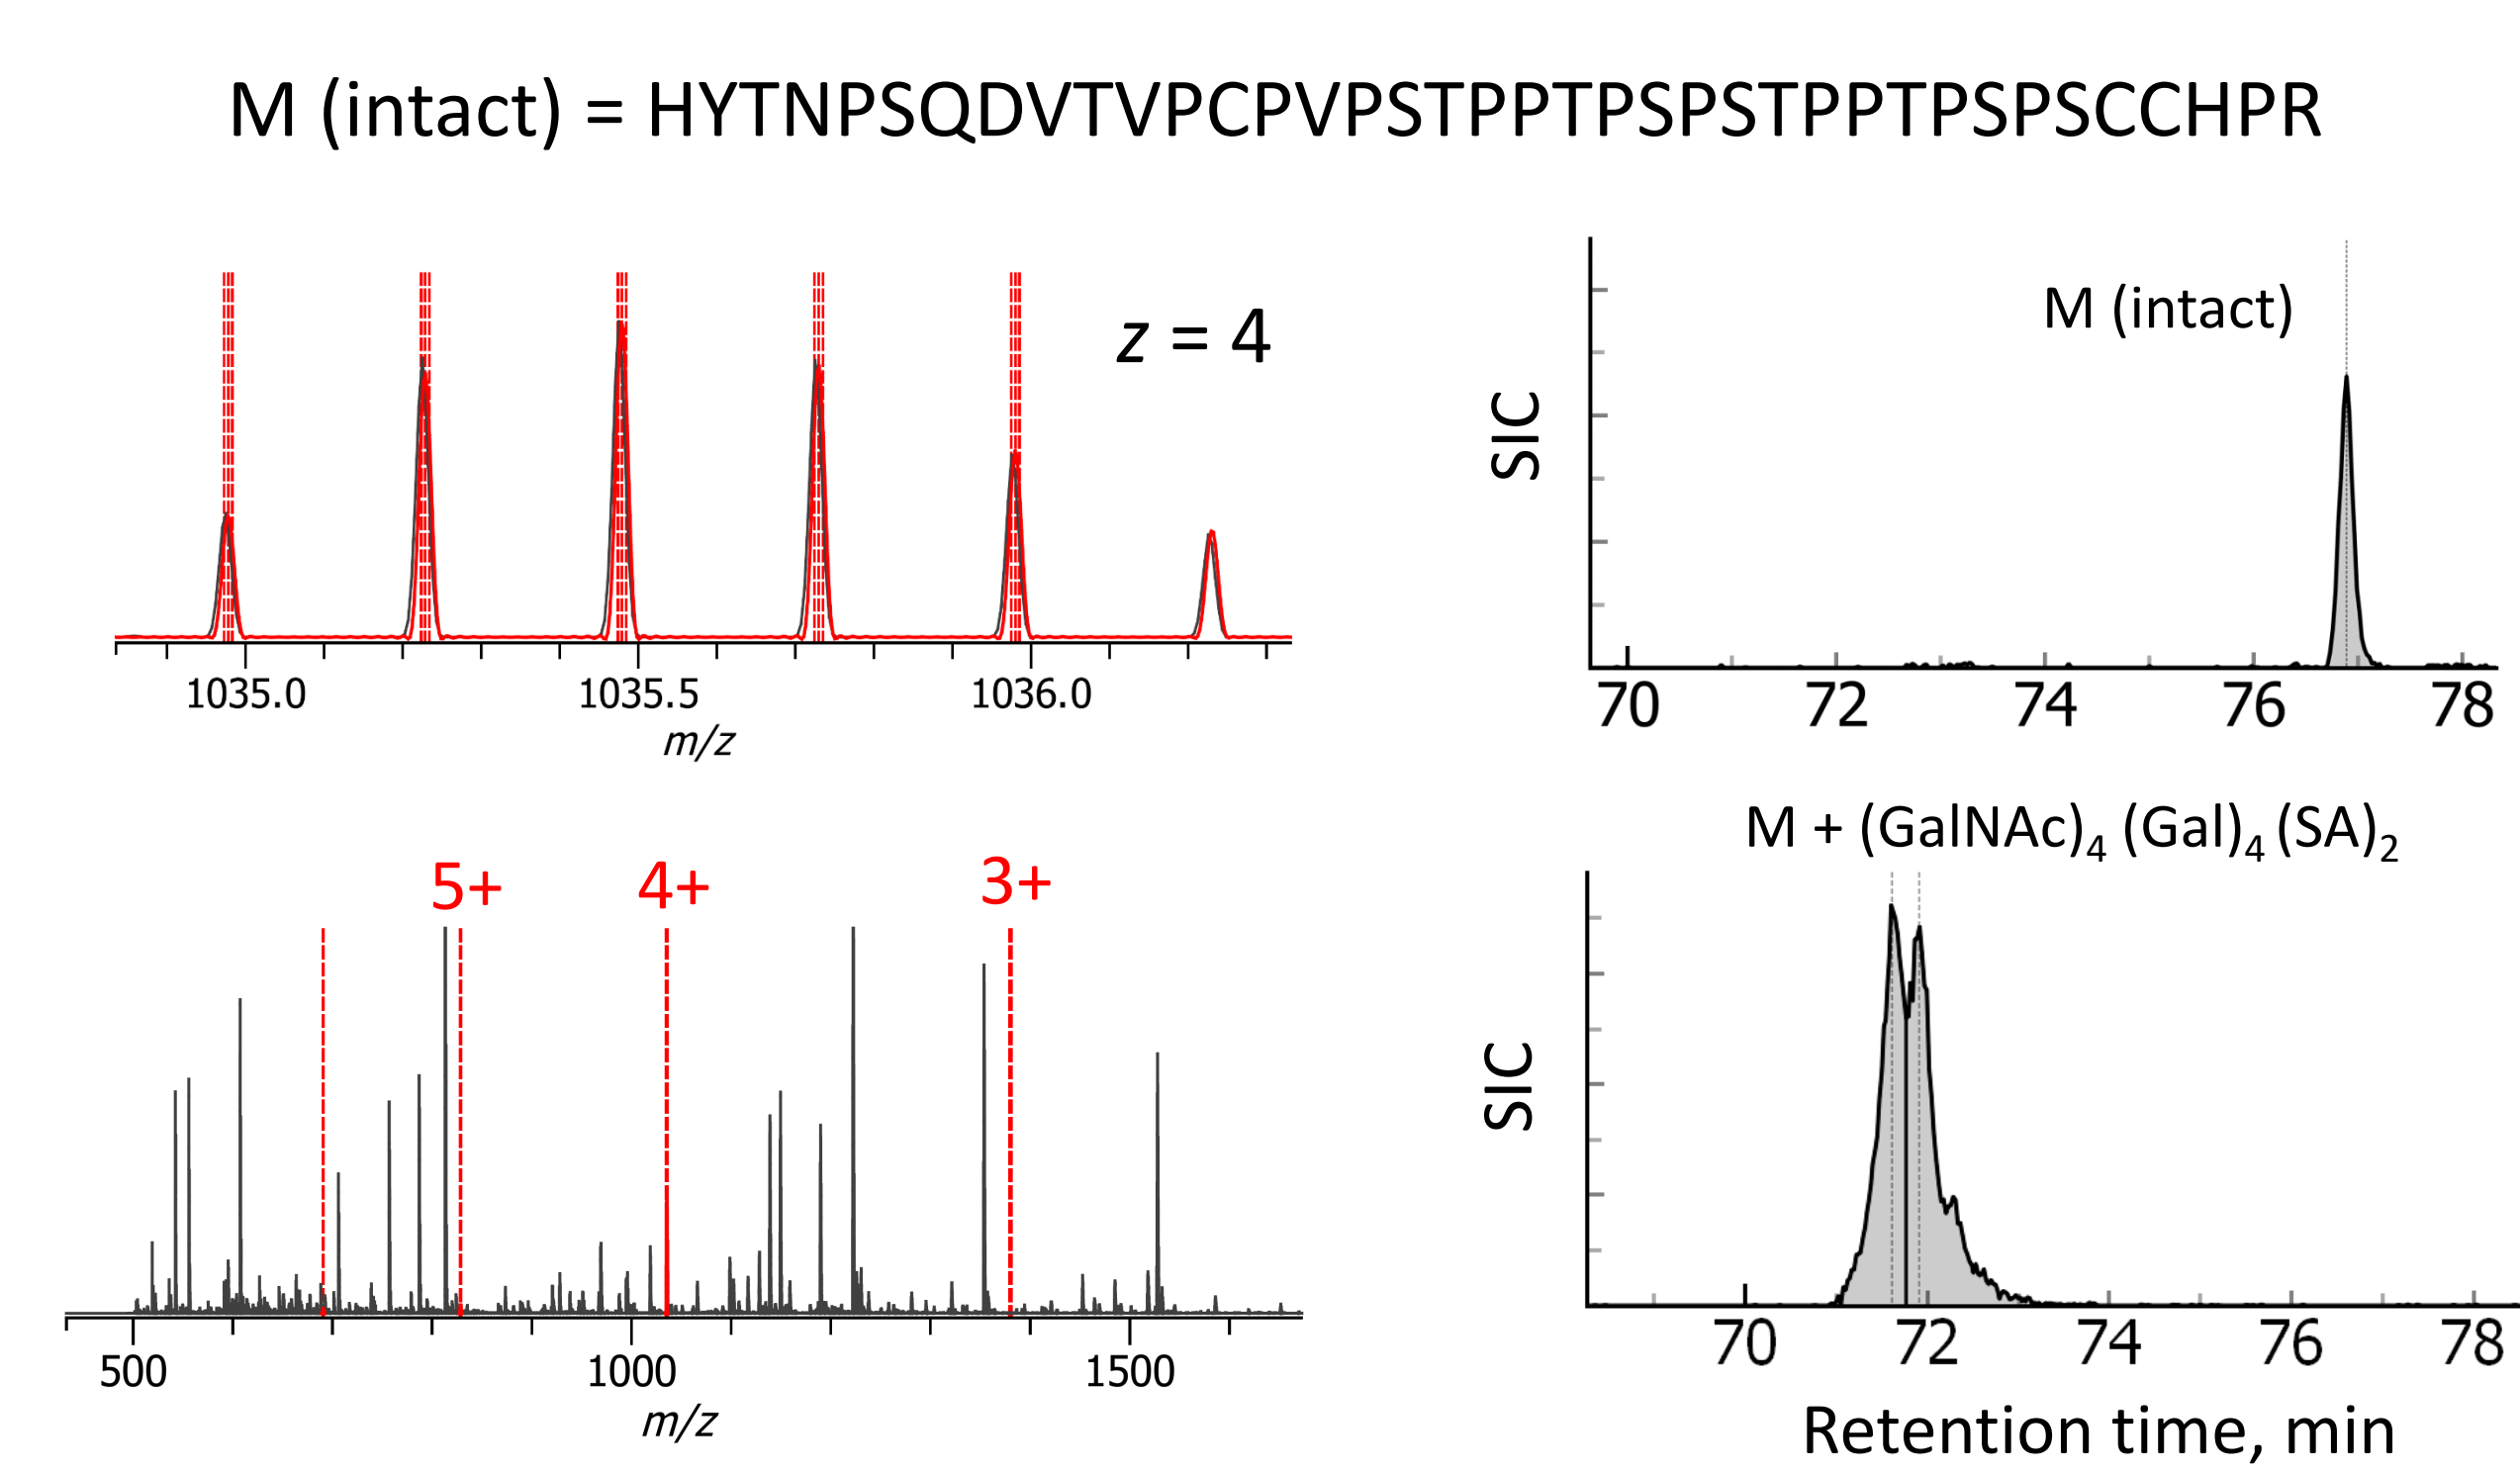 M (intact) = HYTNPSQDVTVPCPVPSTPPTPSPSTPPTPSPSCCHPR
z = 4
1035.0 1035.5 1036.0
m/z
M (intact)
SIC
70 72 74 76 78
5+ 4+ 3+
500 1000 1500
m/z
M + (GalNAc)4 (Gal)4 (SA)2
SIC
70 72 74 76 78
Retention time, min